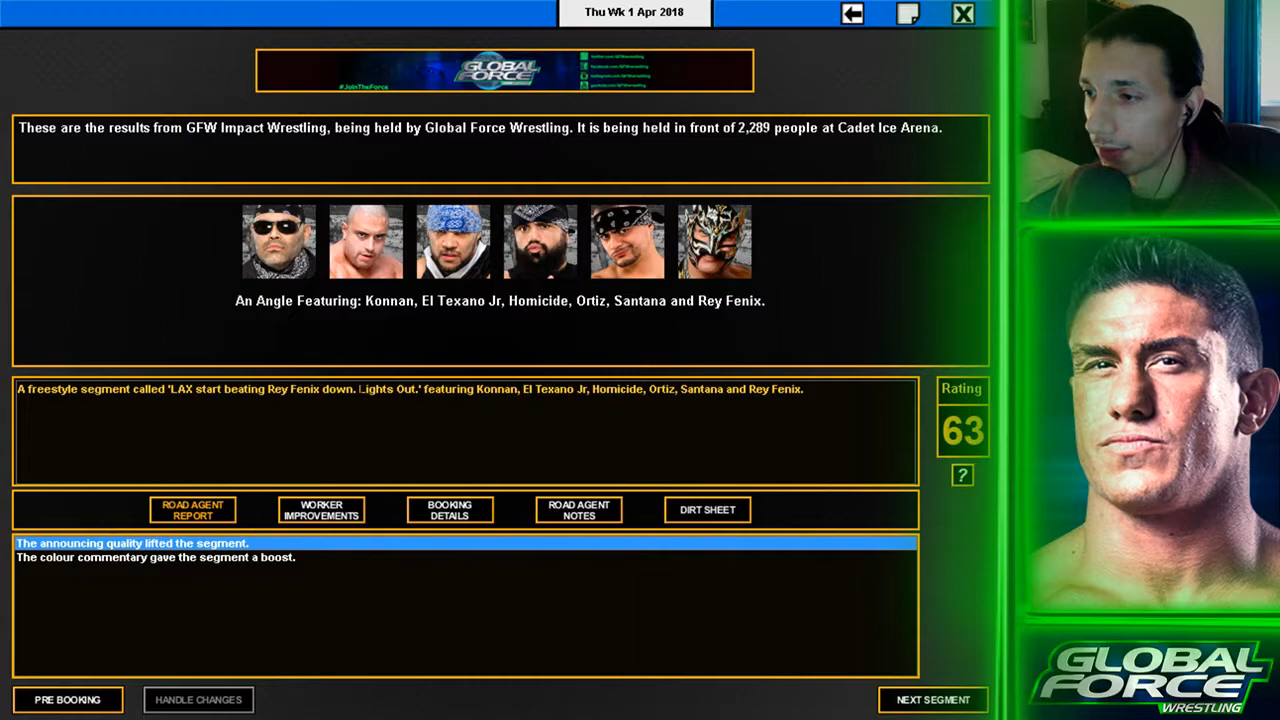 Thu Wk 1 Apr 2018
GLOBAL
FORCE
WRESTLING
#JoinTheForce
These are the results from GFW Impact Wrestling, being held by Global Force Wrestling. It is being held in front of 2,289 people at Cadet Ice Arena.
An Angle Featuring: Konnan, El Texano Jr, Homicide, Ortiz, Santana and Rey Fenix.
A freestyle segment called 'LAX start beating Rey Fenix down. Lights Out.' featuring Konnan, El Texano Jr, Homicide, Ortiz, Santana and Rey Fenix.
Rating
63
?
ROAD AGENT
REPORT
WORKER
IMPROVEMENTS
BOOKING
DETAILS
ROAD AGENT
NOTES
DIRT SHEET
The announcing quality lifted the segment.
The colour commentary gave the segment a boost.
PRE BOOKING
HANDLE CHANGES
NEXT SEGMENT
GLOBAL
FORCE
WRESTLING